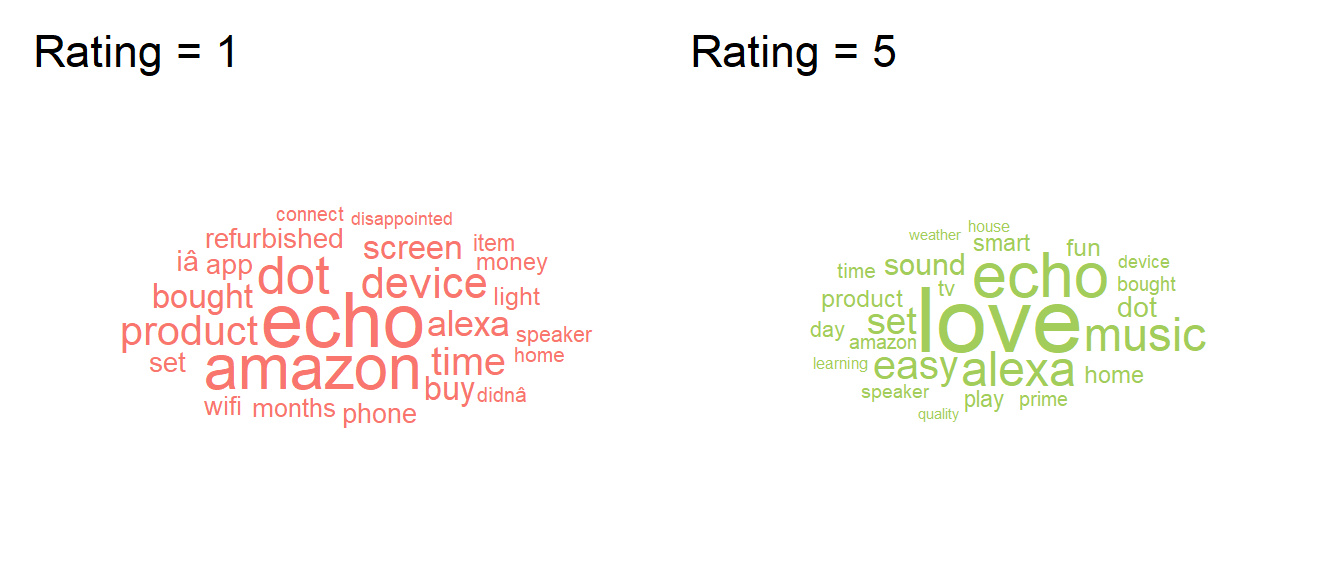 Rating = 1
connect disappointed
refurbished screen item
iâ app dot device money
bought light
product echo alexa speaker
set amazon time home
buy didnâ
wifi months phone
Rating = 5
house
weather smart fun
time sound echo device
tv bought
product dot
day set love music
amazon
learning easy alexa home
speaker play prime
quality